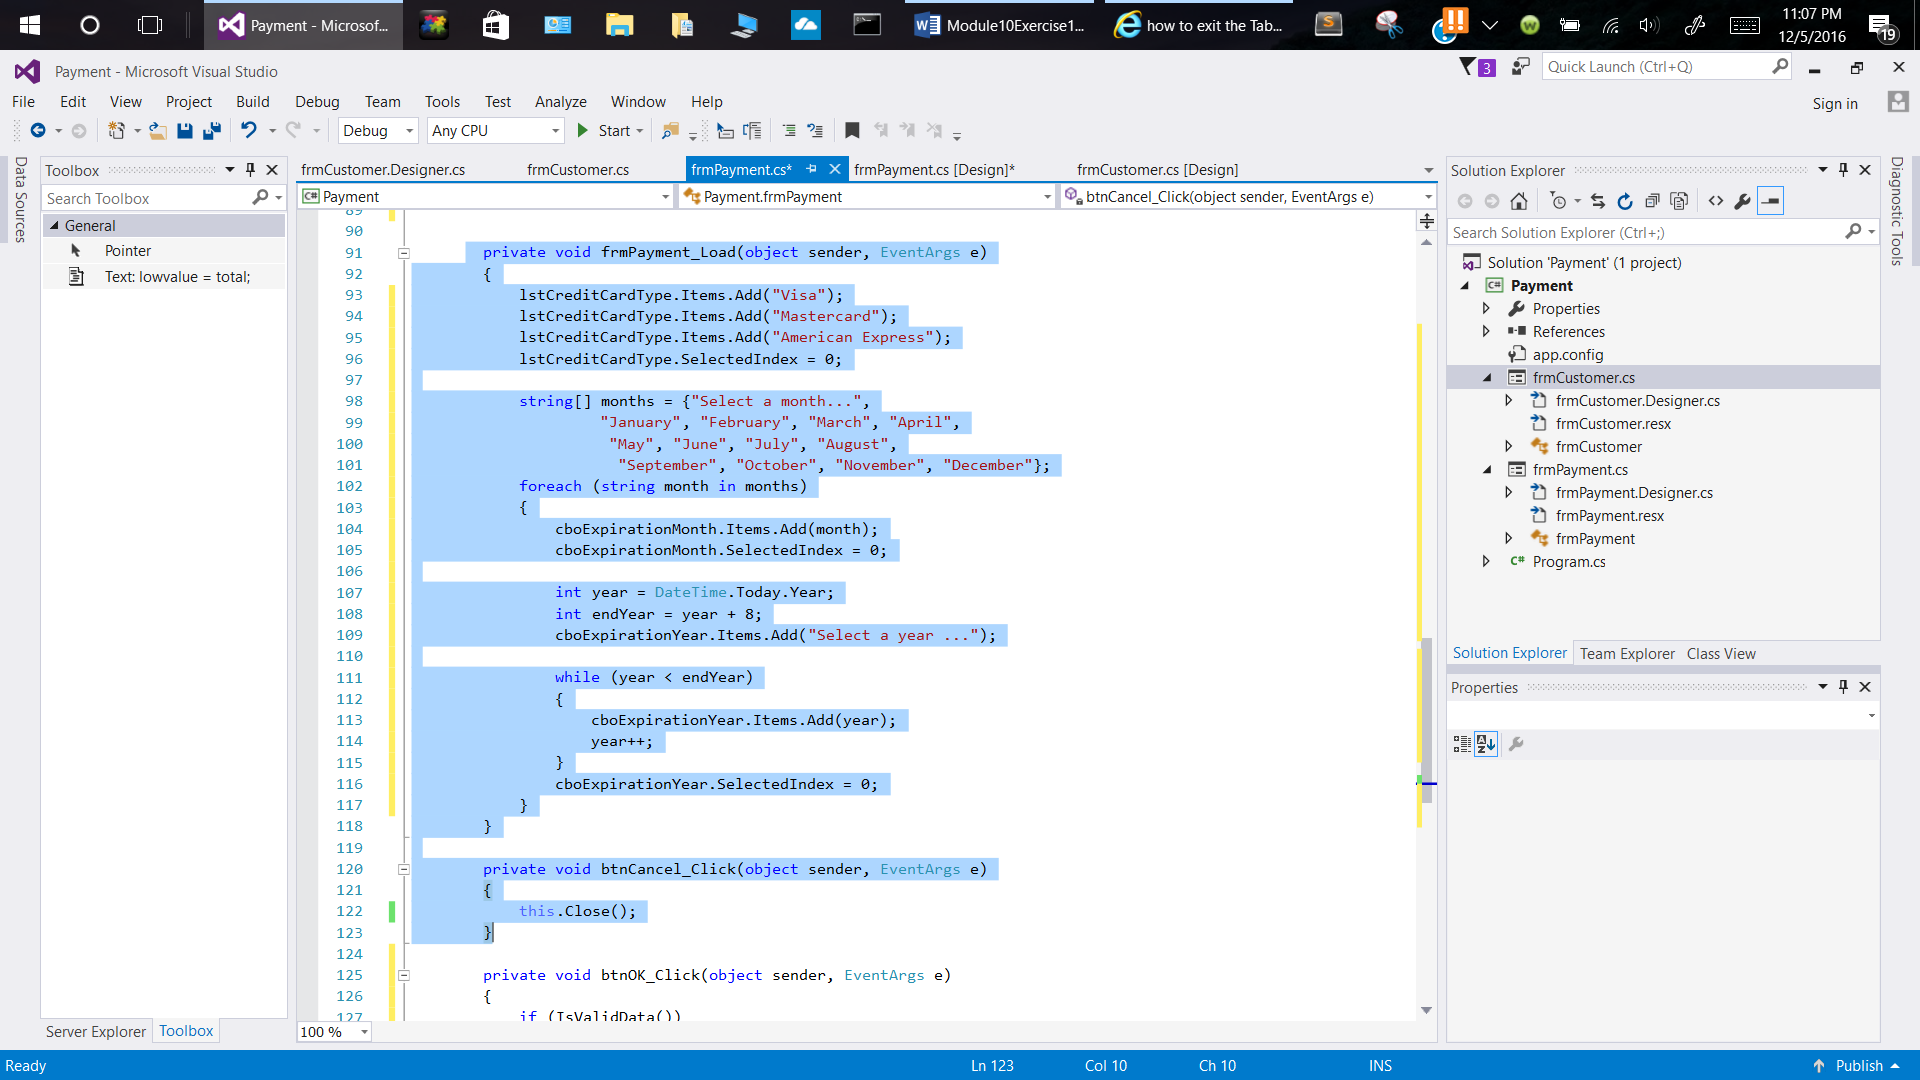 Payment - Microsof...
Module10Exercise1...
how to exit the Tab...
11:07 PM
12/5/2016
19
Payment - Microsoft Visual Studio
3
Quick Launch (Ctrl+Q)
File Edit View Project Build Debug Team Tools Test Analyze Window Help
Sign in
Debug Any CPU Start
Data Sources
Toolbox
Search Toolbox
General
Pointer
Text: lowvalue = total;
Server Explorer Toolbox
frmCustomer.Designer.cs frmCustomer.cs frmPayment.cs* frmPayment.cs [Design]* frmCustomer.cs [Design]
Payment Payment.frmPayment btnCancel_Click(object sender, EventArgs e)
89
90
91 private void frmPayment_Load(object sender, EventArgs e)
92 {
93 lstCreditCardType.Items.Add("Visa");
94 lstCreditCardType.Items.Add("Mastercard");
95 lstCreditCardType.Items.Add("American Express");
96 lstCreditCardType.SelectedIndex = 0;
97
98 string[] months = {"Select a month...",
99 "January", "February", "March", "April",
100 "May", "June", "July", "August",
101 "September", "October", "November", "December"};
102 foreach (string month in months)
103 {
104 cboExpirationMonth.Items.Add(month);
105 cboExpirationMonth.SelectedIndex = 0;
106
107 int year = DateTime.Today.Year;
108 int endYear = year + 8;
109 cboExpirationYear.Items.Add("Select a year ...");
110
111 while (year < endYear)
112 {
113 cboExpirationYear.Items.Add(year);
114 year++;
115 }
116 cboExpirationYear.SelectedIndex = 0;
117 }
118 }
119
120 private void btnCancel_Click(object sender, EventArgs e)
121 {
122 this.Close();
123 }
124
125 private void btnOK_Click(object sender, EventArgs e)
126 {
127 if (IsValidData())
100 %
Solution Explorer
Search Solution Explorer (Ctrl+;)
Solution 'Payment' (1 project)
C# Payment
Properties
References
app.config
frmCustomer.cs
frmCustomer.Designer.cs
frmCustomer.resx
frmCustomer
frmPayment.cs
frmPayment.Designer.cs
frmPayment.resx
frmPayment
C# Program.cs
Solution Explorer Team Explorer Class View
Properties
Diagnostic Tools
Ready Ln 123 Col 10 Ch 10 INS Publish